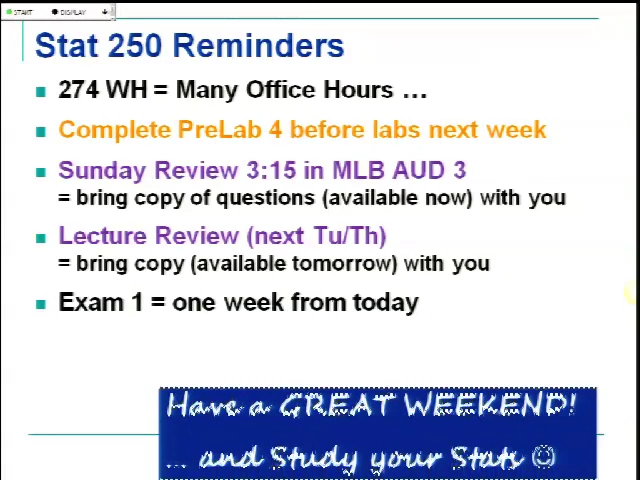 START DISPLAY
Stat 250 Reminders
274 WH = Many Office Hours …
Complete PreLab 4 before labs next week
Sunday Review 3:15 in MLB AUD 3
= bring copy of questions (available now) with you
Lecture Review (next Tu/Th)
= bring copy (available tomorrow) with you
Exam 1 = one week from today
Have a GREAT WEEKEND!
… and Study your Stats ☺